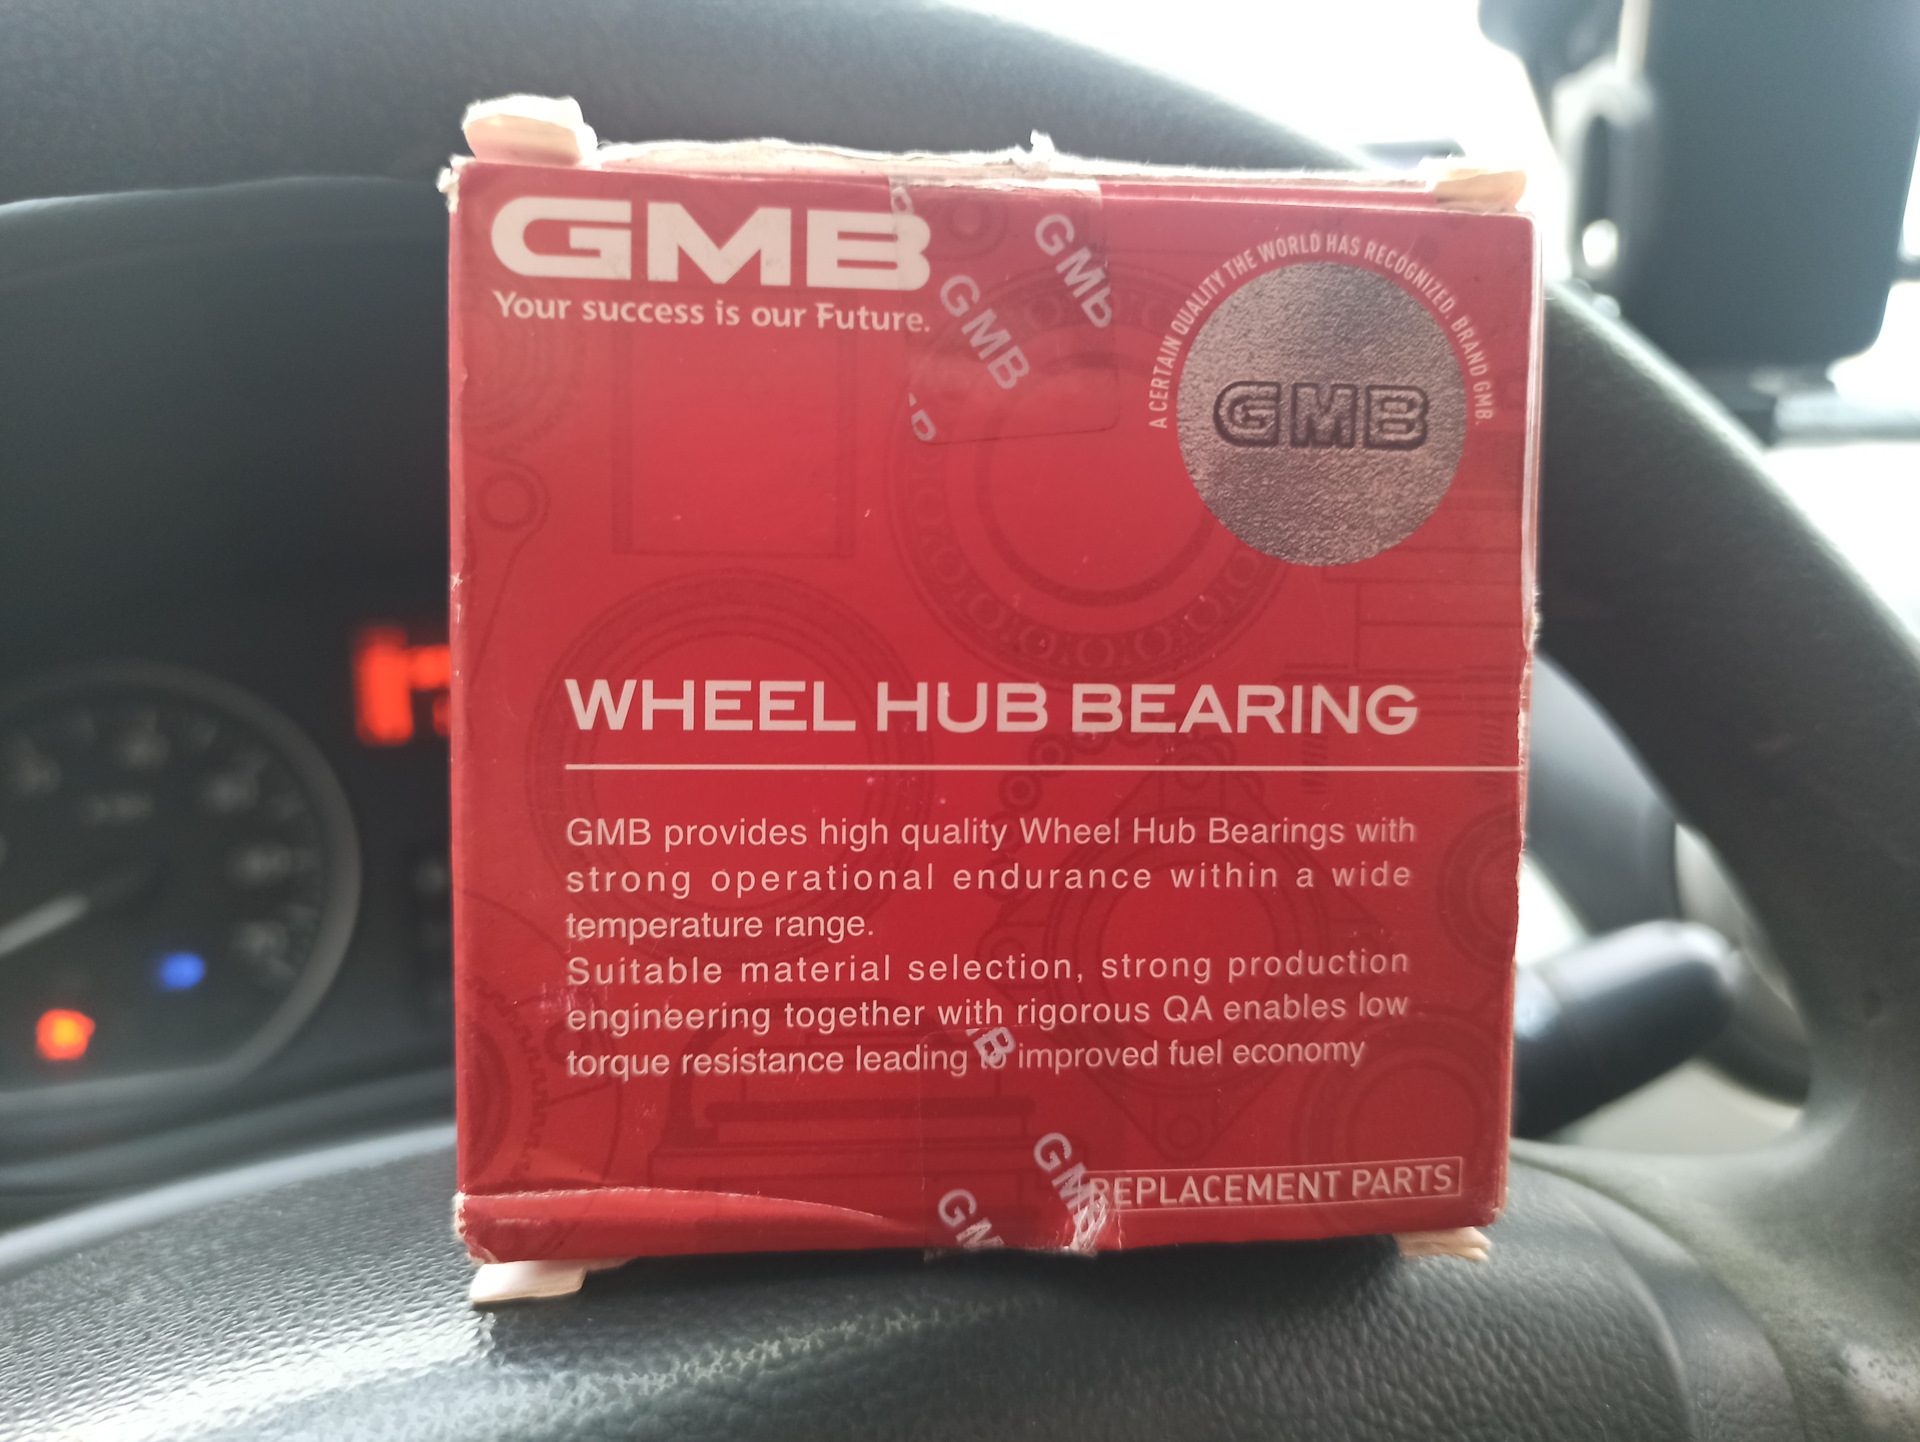 GMB
Your success is our Future.
GMB
GMB
A CERTAIN QUALITY THE WORLD HAS RECOGNIZED. BRAND GMB.
GMB
WHEEL HUB BEARING
GMB provides high quality Wheel Hub Bearings with
strong operational endurance within a wide
temperature range.
Suitable material selection, strong production
engineering together with rigorous QA enables low
torque resistance leading to improved fuel economy
GMB
REPLACEMENT PARTS